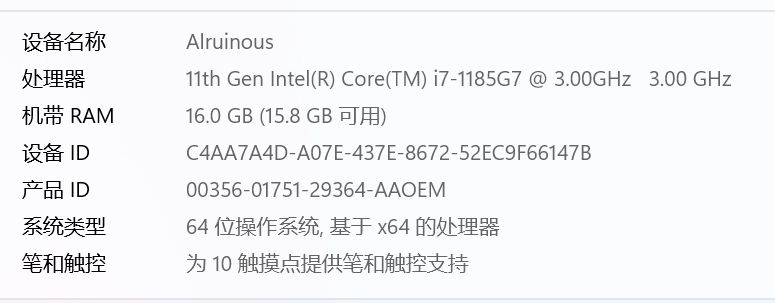 设备名称 Alruinous
处理器 11th Gen Intel(R) Core(TM) i7-1185G7 @ 3.00GHz 3.00 GHz
机带 RAM 16.0 GB (15.8 GB 可用)
设备 ID C4AA7A4D-A07E-437E-8672-52EC9F66147B
产品 ID 00356-01751-29364-AAOEM
系统类型 64 位操作系统, 基于 x64 的处理器
笔和触控 为 10 触摸点提供笔和触控支持